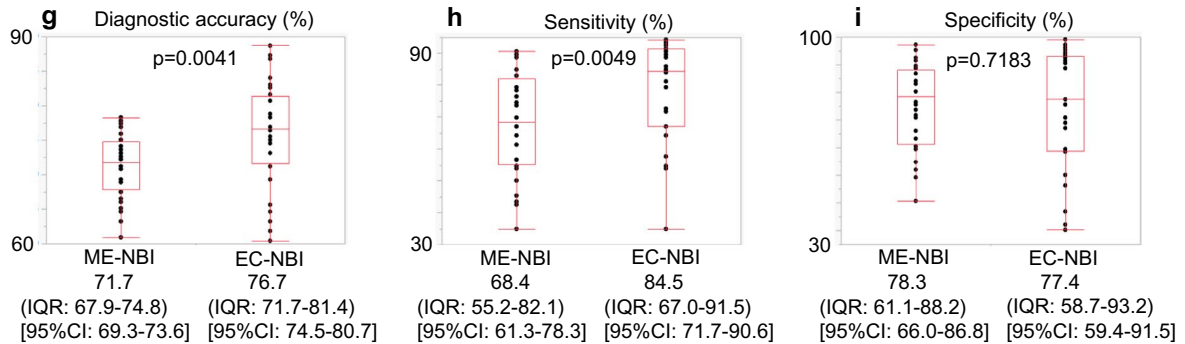 g Diagnostic accuracy (%)
90
p=0.0041
60
ME-NBI EC-NBI
71.7 76.7
(IQR: 67.9-74.8) (IQR: 71.7-81.4)
[95%CI: 69.3-73.6] [95%CI: 74.5-80.7]
h Sensitivity (%)
90
p=0.0049
30
ME-NBI EC-NBI
68.4 84.5
(IQR: 55.2-82.1) (IQR: 67.0-91.5)
[95%CI: 61.3-78.3] [95%CI: 71.7-90.6]
i Specificity (%)
100
p=0.7183
30
ME-NBI EC-NBI
78.3 77.4
(IQR: 61.1-88.2) (IQR: 58.7-93.2)
[95%CI: 66.0-86.8] [95%CI: 59.4-91.5]